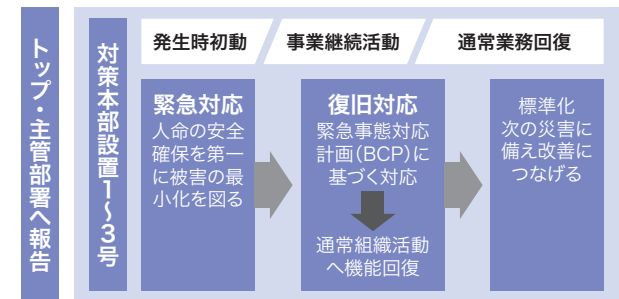 トップ・主管部署へ報告
対策本部設置1〜3号
発生時初動
事業継続活動
通常業務回復
緊急対応
人命の安全
確保を第一
に被害の最
小化を図る
復旧対応
緊急事態対応
計画（BCP）に
基づく対応
通常組織活動
へ機能回復
標準化
次の災害に
備え改善に
つなげる